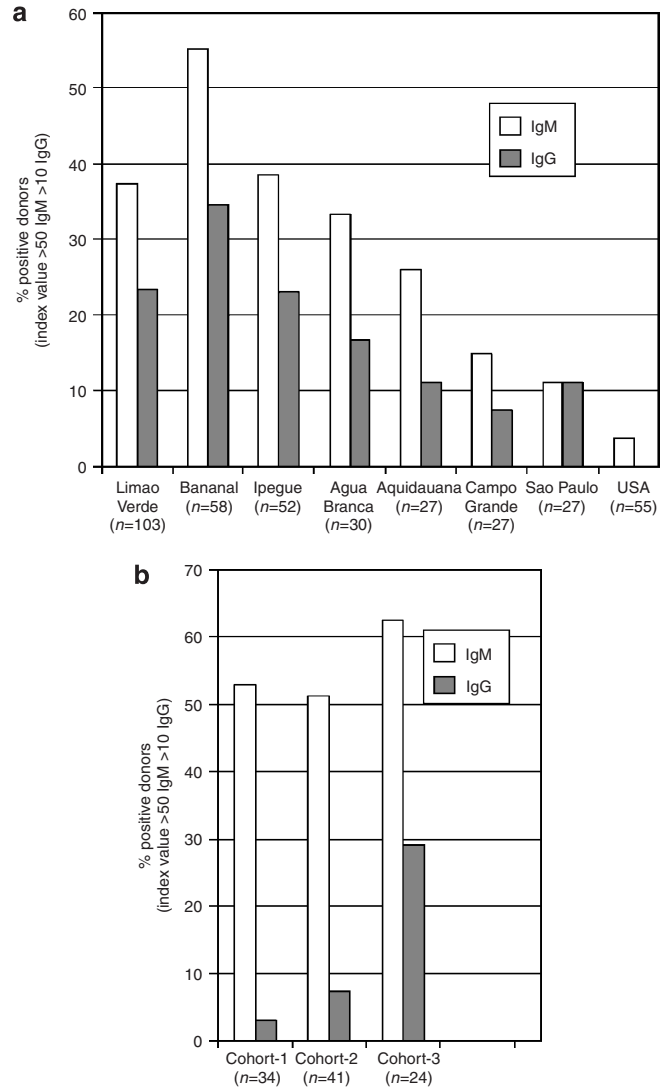 a
60
50
40
30
20
10
0
% positive donors
(index value >50 IgM >10 IgG)
IgM
IgG
Limao Verde (n=103)
Bananal (n=58)
Ipegue (n=52)
Agua Branca (n=30)
Aquidauana (n=27)
Campo Grande (n=27)
Sao Paulo (n=27)
USA (n=55)
b
70
60
50
40
30
20
10
0
% positive donors
(index value >50 IgM >10 IgG)
IgM
IgG
Cohort-1 (n=34)
Cohort-2 (n=41)
Cohort-3 (n=24)